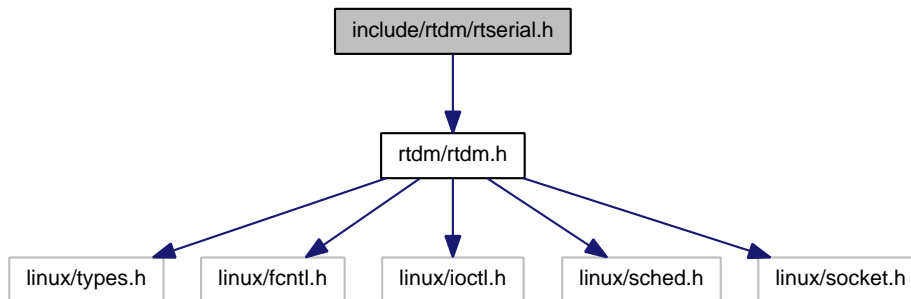 include/rtdm/rtserial.h
rtdm/rtdm.h
linux/types.h
linux/fcntl.h
linux/ioctl.h
linux/sched.h
linux/socket.h